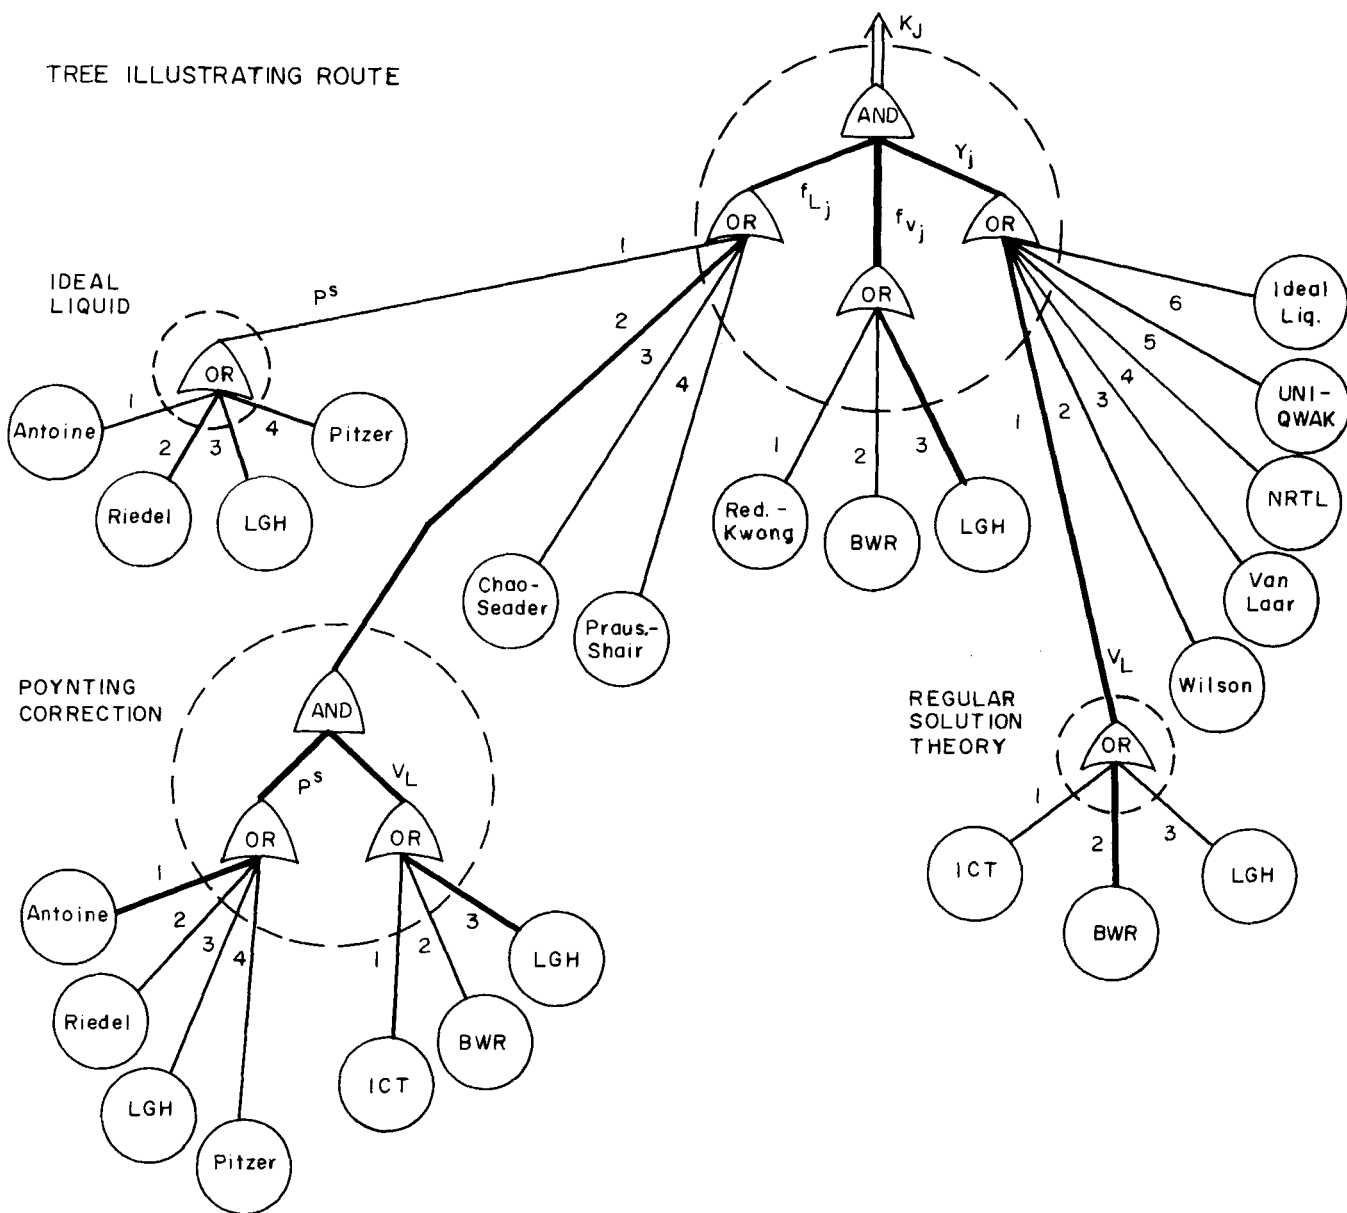 K_J
TREE ILLUSTRATING ROUTE
AND
γ_j
f_Lj
f_vj
OR
OR
OR
1
IDEAL
LIQUID
P^S
2
3
4
6
5
4
3
2
1
Ideal
Liq.
UNI-
QWAK
NRTL
Van
Laar
Wilson
OR
1
2
3
4
Antoine
Pitzer
Riedel
LGH
1
2
3
Red.-
Kwong
BWR
LGH
Chao-
Seader
Praus.-
Shair
POYNTING
CORRECTION
AND
P^S
V_L
OR
OR
1
2
3
4
1
2
3
Antoine
Riedel
LGH
Pitzer
ICT
BWR
LGH
V_L
REGULAR
SOLUTION
THEORY
OR
1
2
3
ICT
BWR
LGH